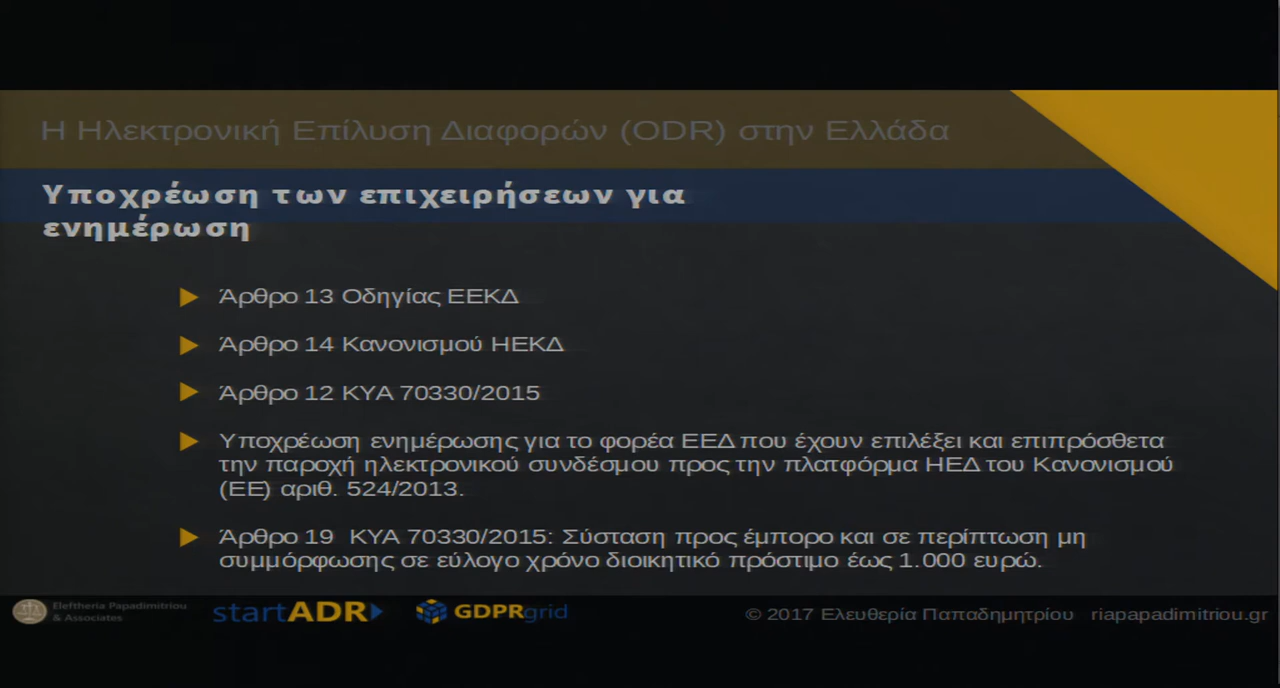 Η Ηλεκτρονική Επίλυση Διαφορών (ODR) στην Ελλάδα
Υποχρέωση των επιχειρήσεων για
ενημέρωση
Άρθρο 13 Οδηγίας ΕΕΚΔ
Άρθρο 14 Κανονισμού ΗΕΚΔ
Άρθρο 12 ΚΥΑ 70330/2015
Υποχρέωση ενημέρωσης για το φορέα ΕΕΔ που έχουν επιλέξει και επιπρόσθετα
την παροχή ηλεκτρονικού συνδέσμου προς την πλατφόρμα ΗΕΔ του Κανονισμού
(ΕΕ) αριθ. 524/2013.
Άρθρο 19 ΚΥΑ 70330/2015: Σύσταση προς έμπορο και σε περίπτωση μη
συμμόρφωσης σε εύλογο χρόνο διοικητικό πρόστιμο έως 1.000 ευρώ.
Eleftheria Papadimitriou
& Associates
startADR
GDPRgrid
© 2017 Ελευθερία Παπαδημητρίου riapapadimitriou.gr